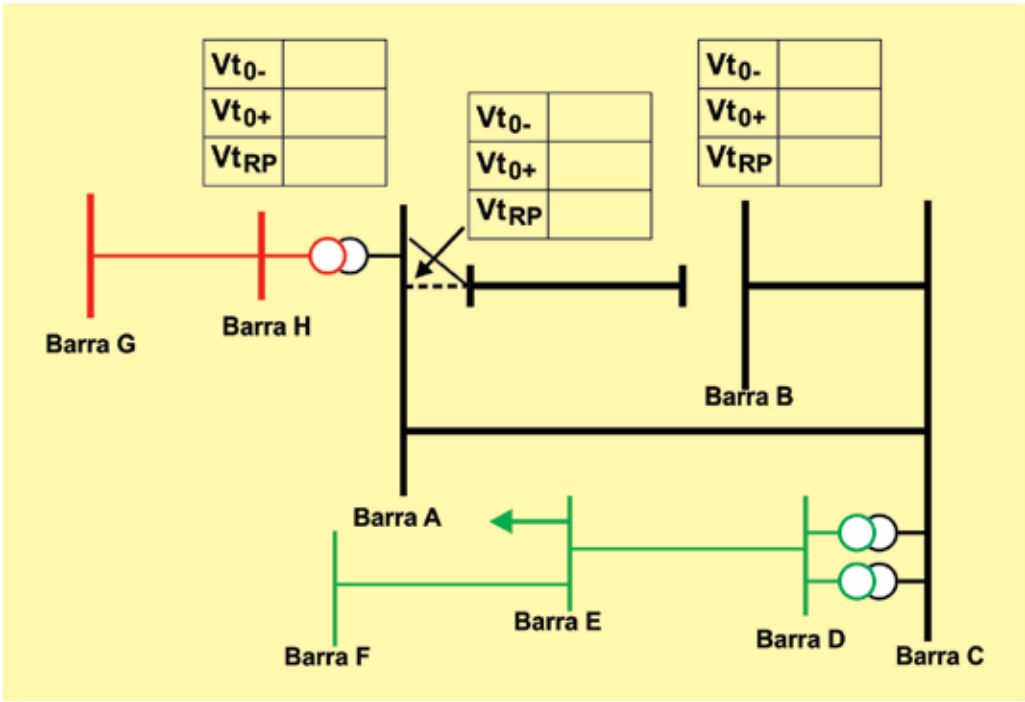 Vt0-
Vt0+
VtRP
Vt0-
Vt0+
VtRP
Vt0-
Vt0+
VtRP
Barra G
Barra H
Barra B
Barra A
Barra F
Barra E
Barra D
Barra C